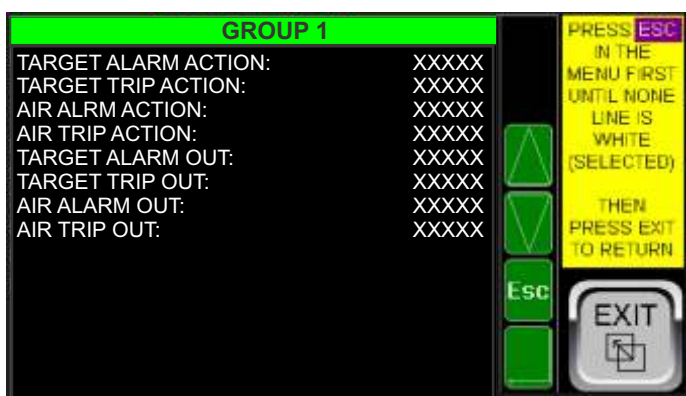 GROUP 1
TARGET ALARM ACTION: XXXXX
TARGET TRIP ACTION: XXXXX
AIR ALRM ACTION: XXXXX
AIR TRIP ACTION: XXXXX
TARGET ALARM OUT: XXXXX
TARGET TRIP OUT: XXXXX
AIR ALARM OUT: XXXXX
AIR TRIP OUT: XXXXX
Esc
PRESS ESC
IN THE
MENU FIRST
UNTIL NONE
LINE IS
WHITE
(SELECTED)
THEN
PRESS EXIT
TO RETURN
EXIT